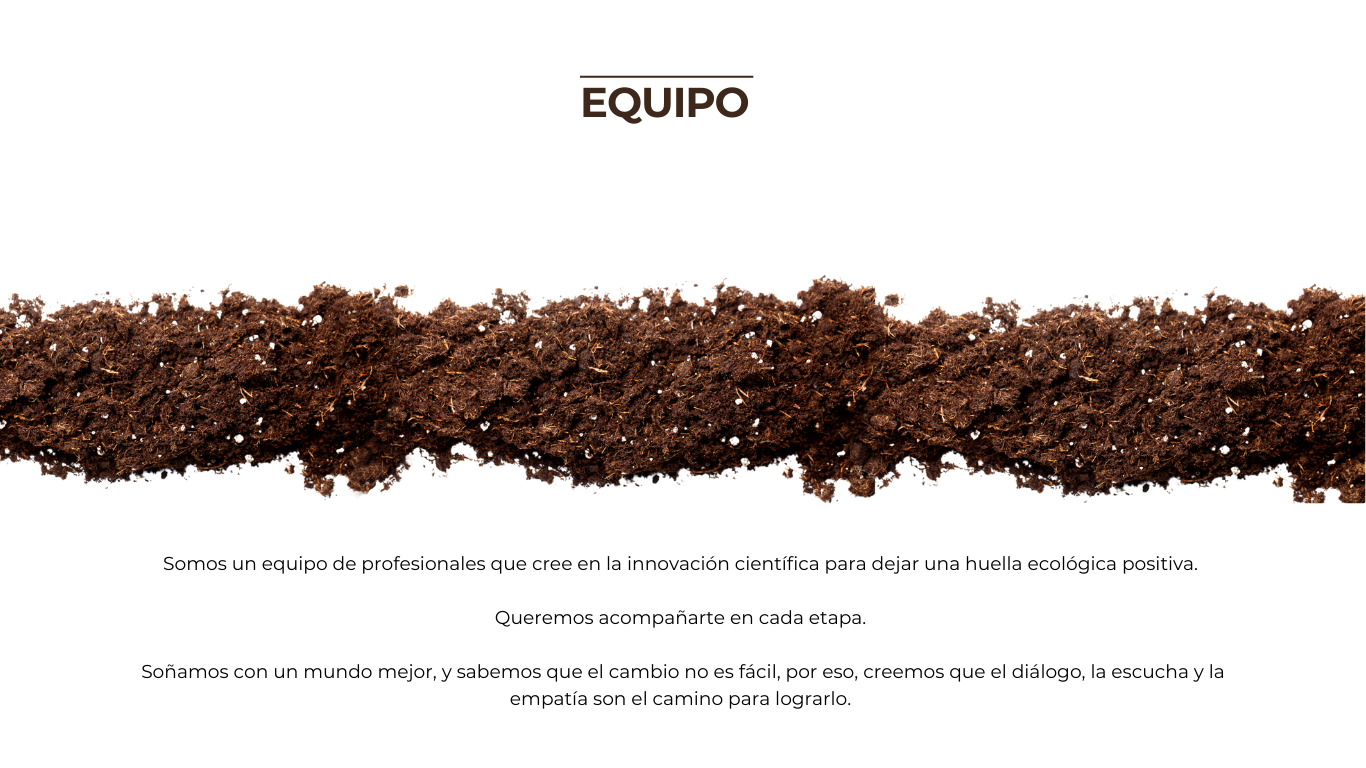 EQUIPO
Somos un equipo de profesionales que cree en la innovación científica para dejar una huella ecológica positiva.
Queremos acompañarte en cada etapa.
Soñamos con un mundo mejor, y sabemos que el cambio no es fácil, por eso, creemos que el diálogo, la escucha y la
empatía son el camino para lograrlo.